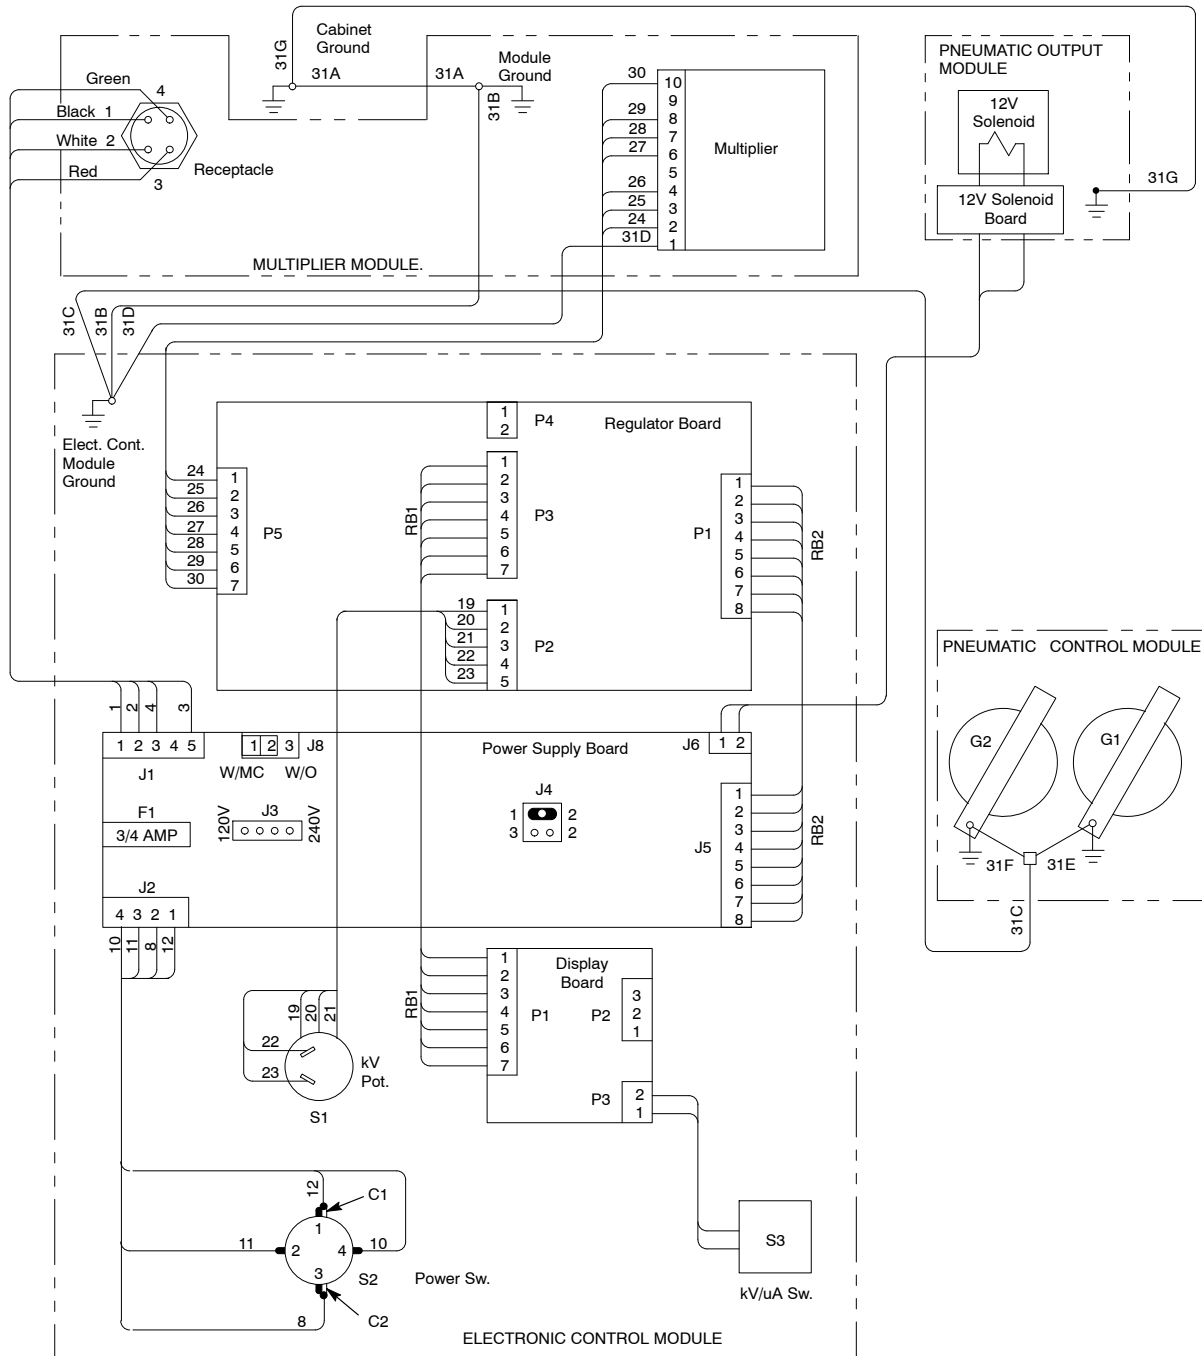 Cabinet
Ground
31G
31A
31A
Module
Ground
31B
Green
4
Black 1
White 2
Red
3
Receptacle
MULTIPLIER MODULE.
30
29
28
27
26
25
24
31D
10
9
8
7
6
5
4
3
2
1
Multiplier
PNEUMATIC OUTPUT
MODULE
12V
Solenoid
12V Solenoid
Board
31G
31C
31B
31D
Elect. Cont.
Module
Ground
24
25
26
27
28
29
30
1
2
3
4
5
6
7
P5
1
2
P4
Regulator Board
RB1
1
2
3
4
5
6
7
P3
P1
1
2
3
4
5
6
7
8
RB2
19
20
21
22
23
1
2
3
4
5
P2
1
2
4
3
1 2 3 4 5
J1
1 2 3 J8
W/MC W/O
Power Supply Board
J6 1 2
F1
3/4 AMP
120V
J3
240V
J4
1 2
3 2
J5
1
2
3
4
5
6
7
8
RB2
J2
4 3 2 1
10
11
8
12
PNEUMATIC CONTROL MODULE
G2
G1
31F
31E
31C
RB1
1
2
3
4
5
6
7
P1
Display
Board
P2
3
2
1
P3
2
1
19
20
21
22
23
kV
Pot.
S1
12
C1
1
11
2
4
10
3
S2
Power Sw.
8
C2
S3
kV/uA Sw.
ELECTRONIC CONTROL MODULE